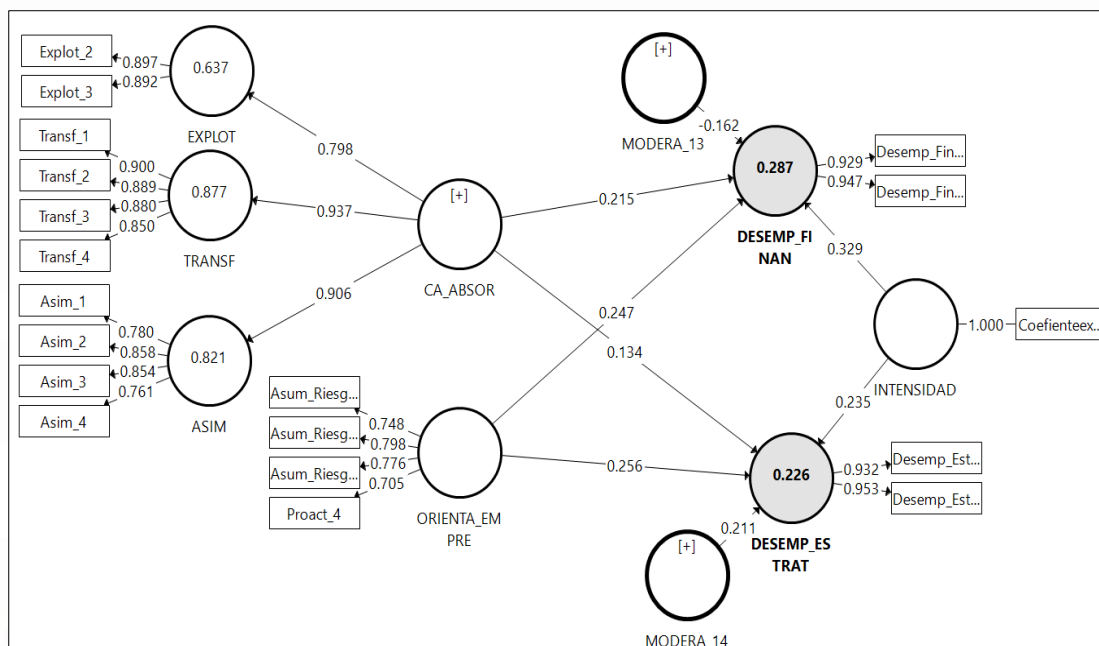 Explot_2
0.897
Explot_3
0.892
0.637
EXPLOT
Transf_1
Transf_2
Transf_3
Transf_4
0.900
0.889
0.880
0.850
0.877
TRANSF
Asim_1
Asim_2
Asim_3
Asim_4
0.780
0.858
0.854
0.761
0.821
ASIM
0.798
0.937
0.906
[+]
CA_ABSOR
Asum_Riesg...
Asum_Riesg...
Asum_Riesg...
Proact_4
0.748
0.798
0.776
0.705
ORIENTA_EM
PRE
[+]
MODERA_13
-0.162
0.215
0.247
0.134
0.256
0.287
DESEMP_FI
NAN
0.929
0.947
Desemp_Fin...
Desemp_Fin...
0.329
INTENSIDAD
1.000
Coefienteex...
0.235
0.226
DESEMP_ES
TRAT
0.932
0.953
Desemp_Est...
Desemp_Est...
0.211
[+]
MODERA_14